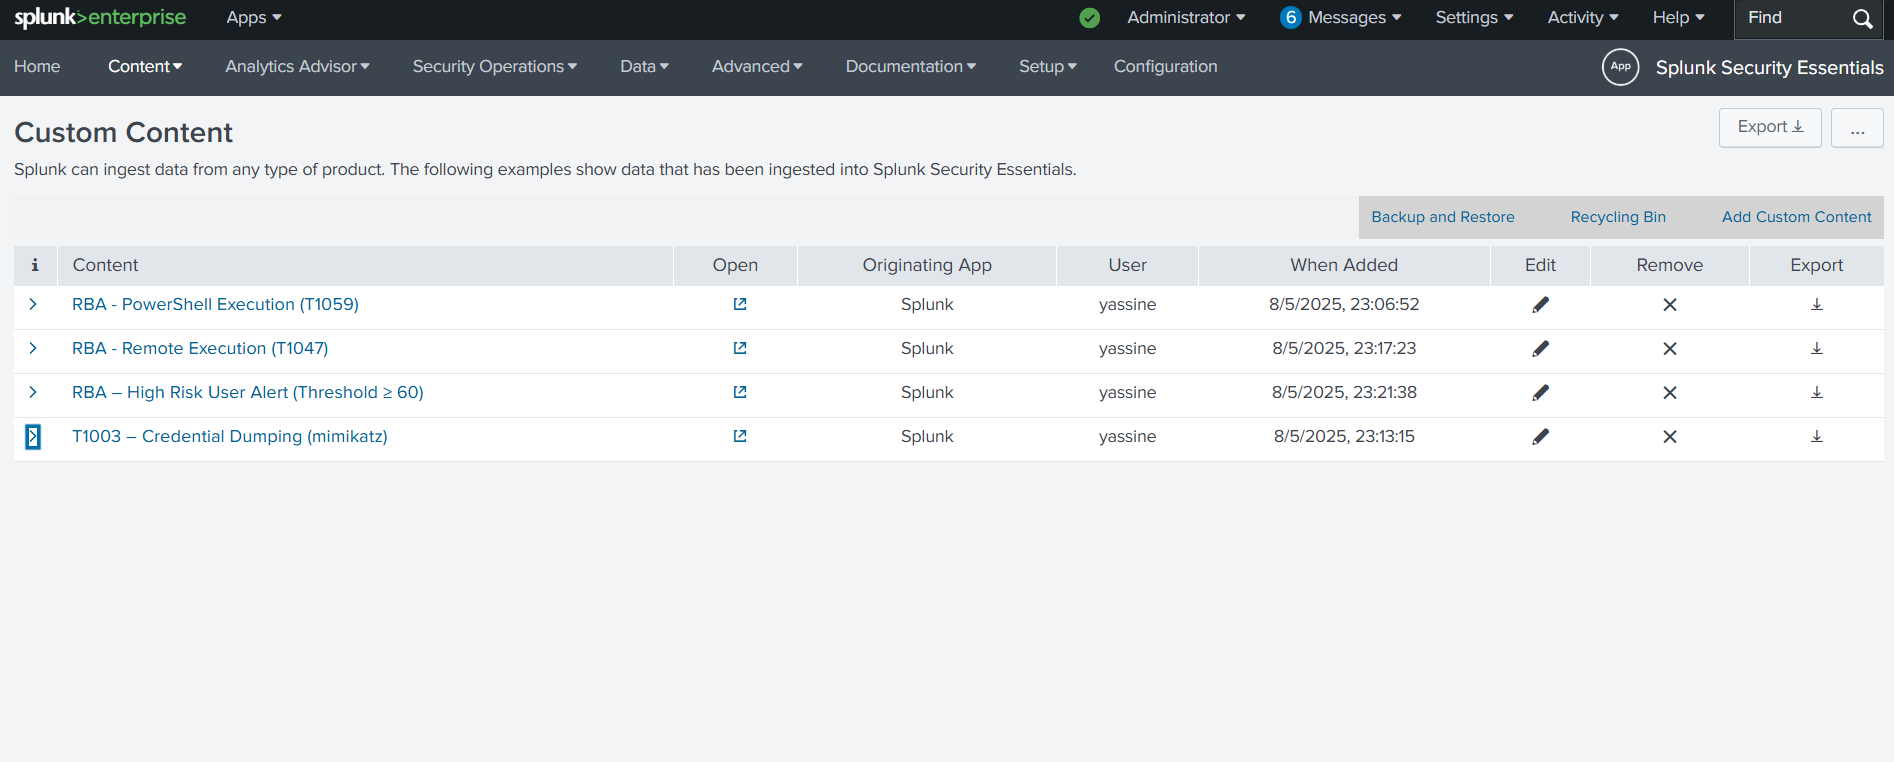 splunk>enterprise Apps Administrator 6 Messages Settings Activity Help Find
Home Content Analytics Advisor Security Operations Data Advanced Documentation Setup Configuration App Splunk Security Essentials
Custom Content
Export ...
Splunk can ingest data from any type of product. The following examples show data that has been ingested into Splunk Security Essentials.
Backup and Restore Recycling Bin Add Custom Content
i Content Open Originating App User When Added Edit Remove Export
RBA - PowerShell Execution (T1059) Splunk yassine 8/5/2025, 23:06:52
RBA - Remote Execution (T1047) Splunk yassine 8/5/2025, 23:17:23
RBA – High Risk User Alert (Threshold ≥ 60) Splunk yassine 8/5/2025, 23:21:38
T1003 – Credential Dumping (mimikatz) Splunk yassine 8/5/2025, 23:13:15